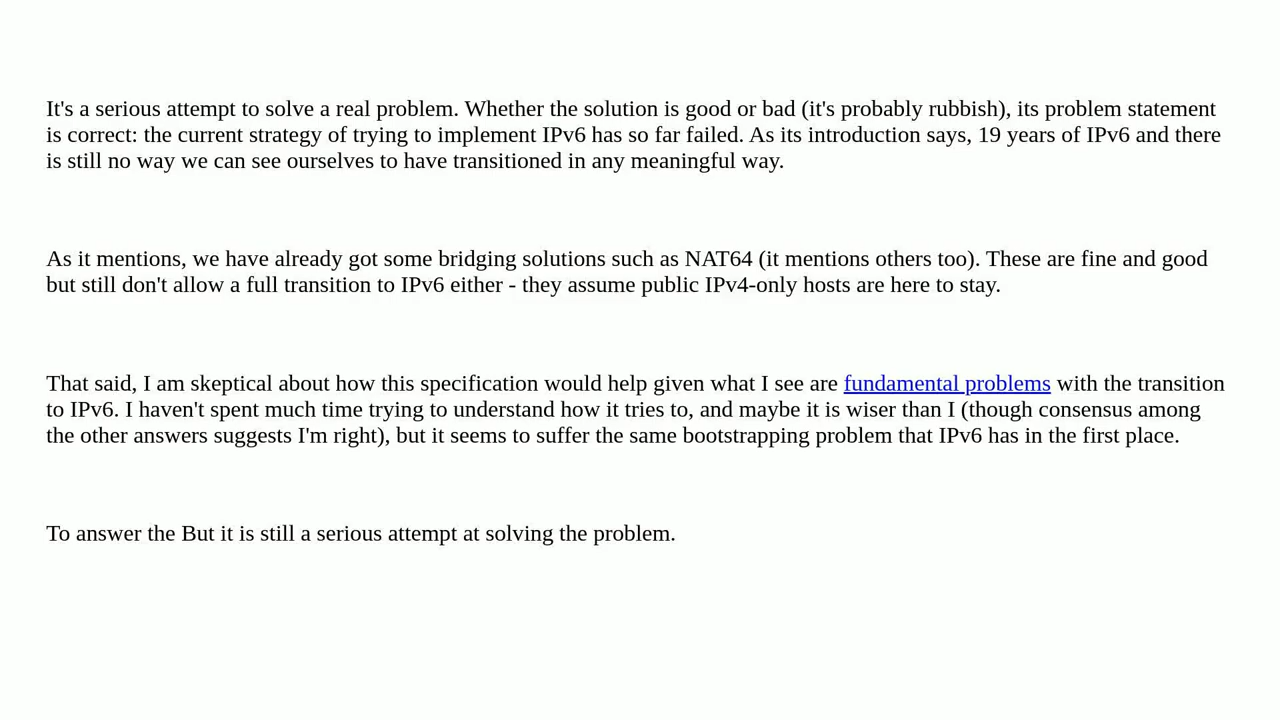 It's a serious attempt to solve a real problem. Whether the solution is good or bad (it's probably rubbish), its problem statement
is correct: the current strategy of trying to implement IPv6 has so far failed. As its introduction says, 19 years of IPv6 and there
is still no way we can see ourselves to have transitioned in any meaningful way.
As it mentions, we have already got some bridging solutions such as NAT64 (it mentions others too). These are fine and good
but still don't allow a full transition to IPv6 either - they assume public IPv4-only hosts are here to stay.
That said, I am skeptical about how this specification would help given what I see are fundamental problems with the transition
to IPv6. I haven't spent much time trying to understand how it tries to, and maybe it is wiser than I (though consensus among
the other answers suggests I'm right), but it seems to suffer the same bootstrapping problem that IPv6 has in the first place.
To answer the But it is still a serious attempt at solving the problem.